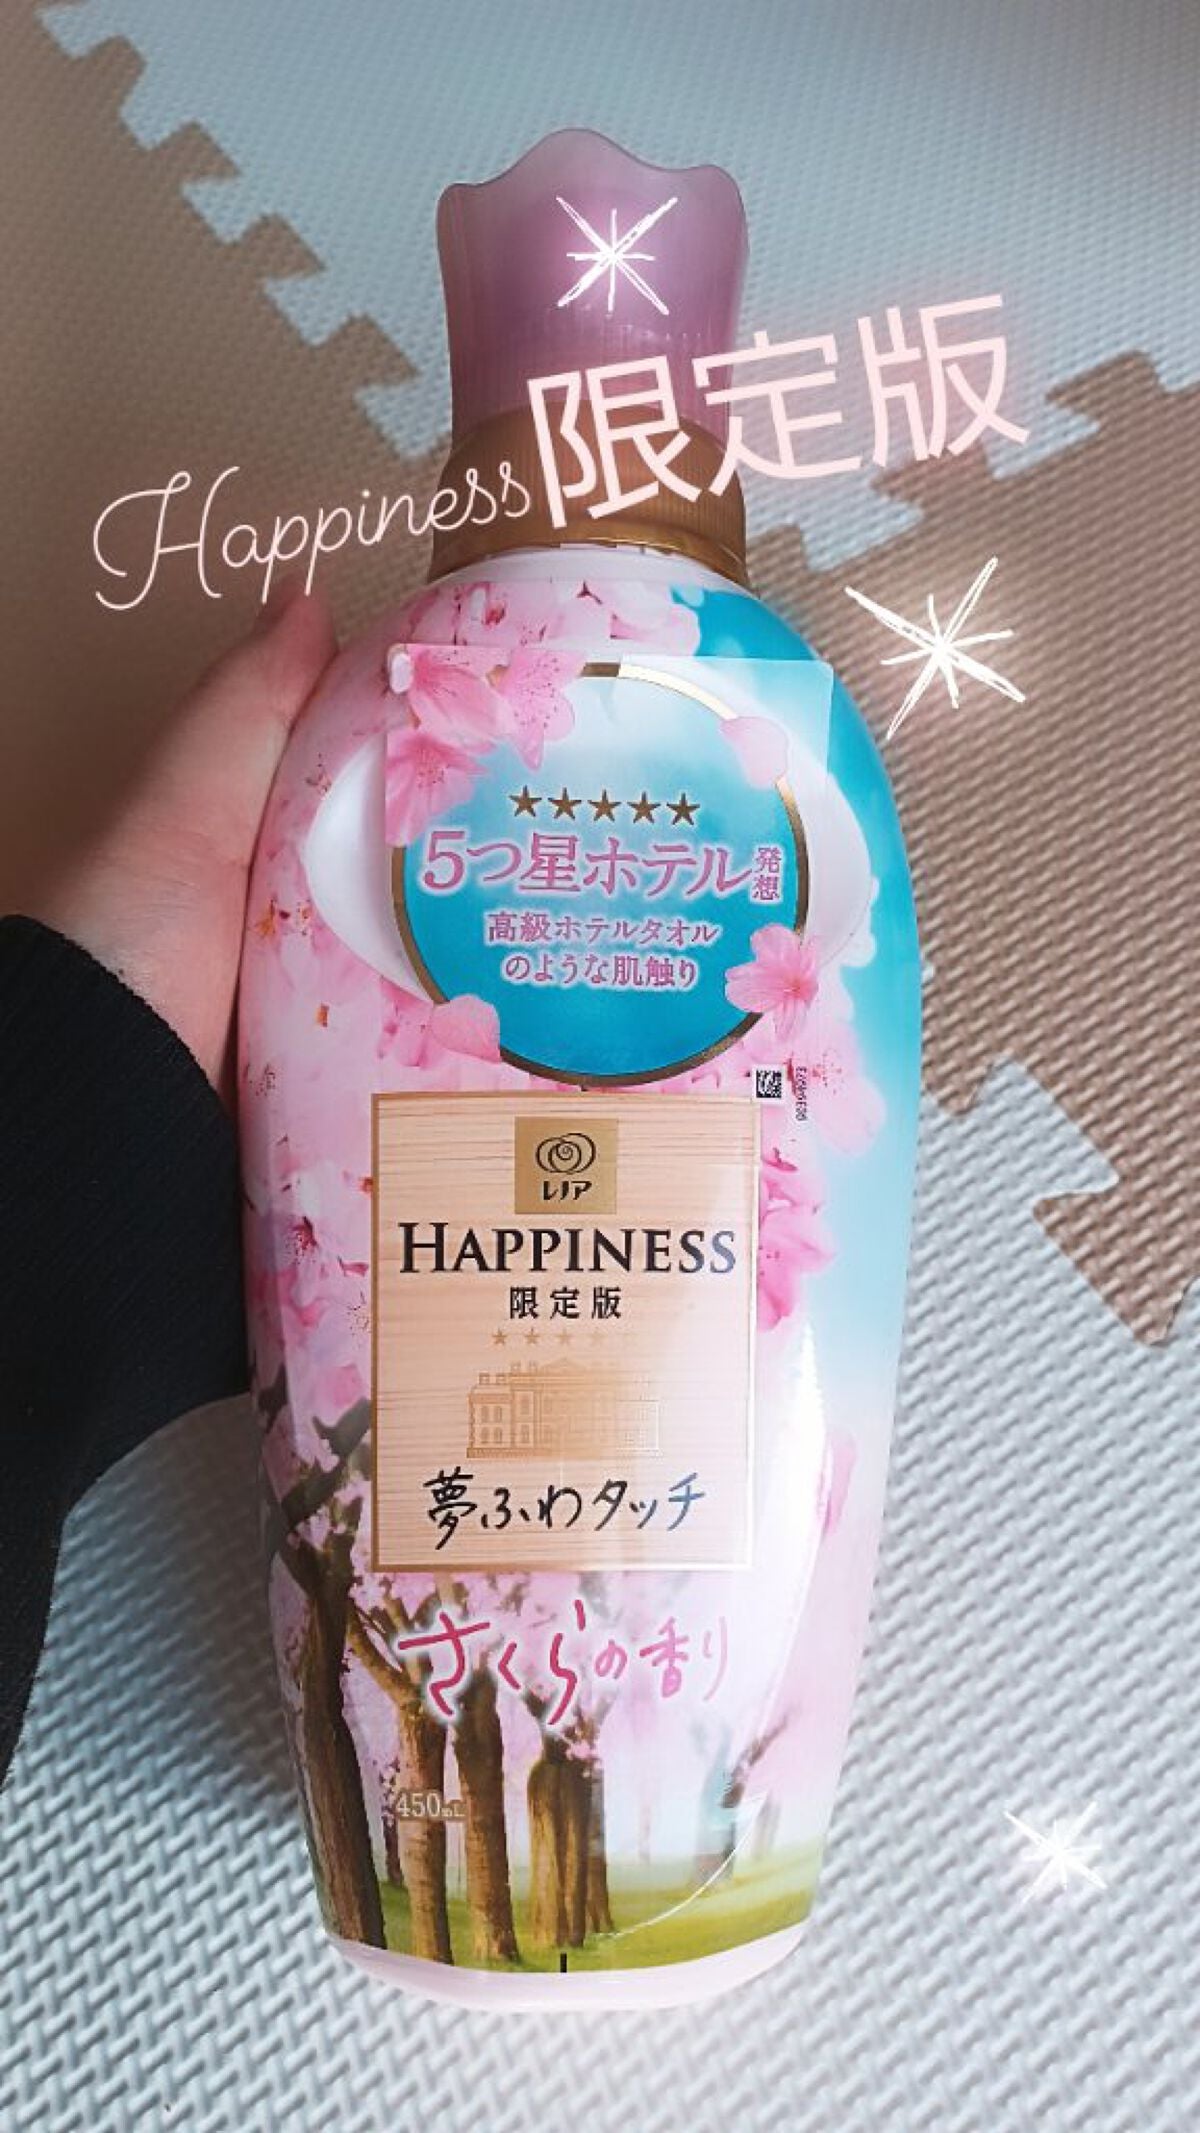 Happiness限定版
★★★★★
5つ星ホテル発想
高級ホテルタオル
のような肌触り
レノア
HAPPINESS
限定版
★★★★★
夢ふわタッチ
さくらの香り
450mL